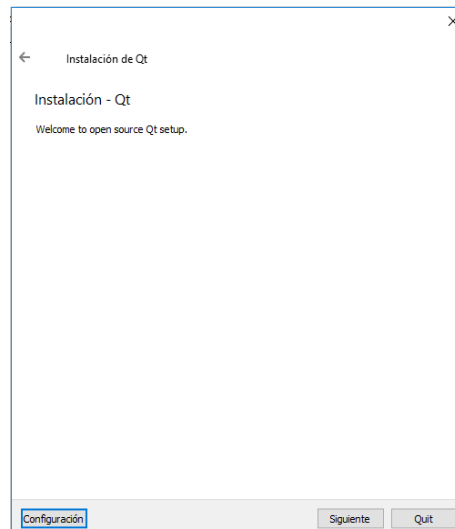 Instalación de Qt
Instalación - Qt
Welcome to open source Qt setup.
Configuración
Siguiente
Quit